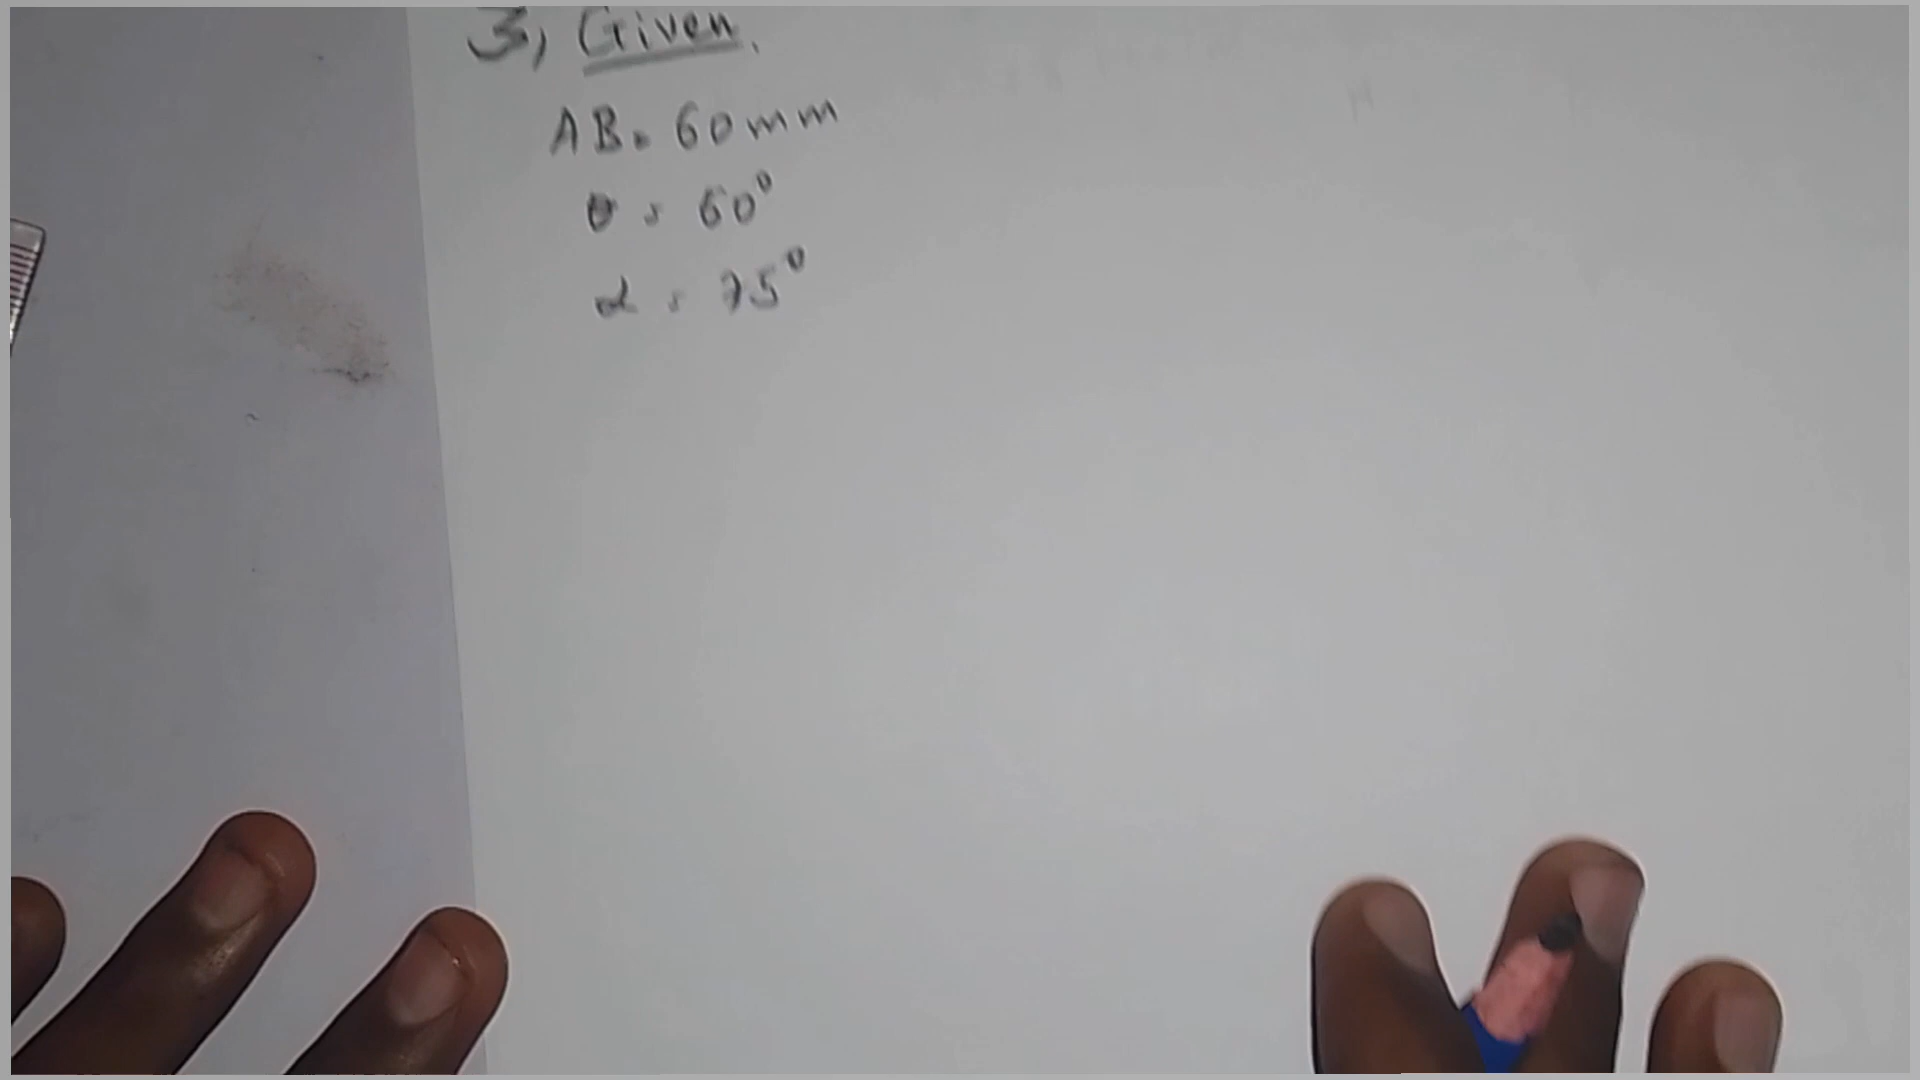 3, Given,
AB = 60mm
θ = 60°
α = 75°